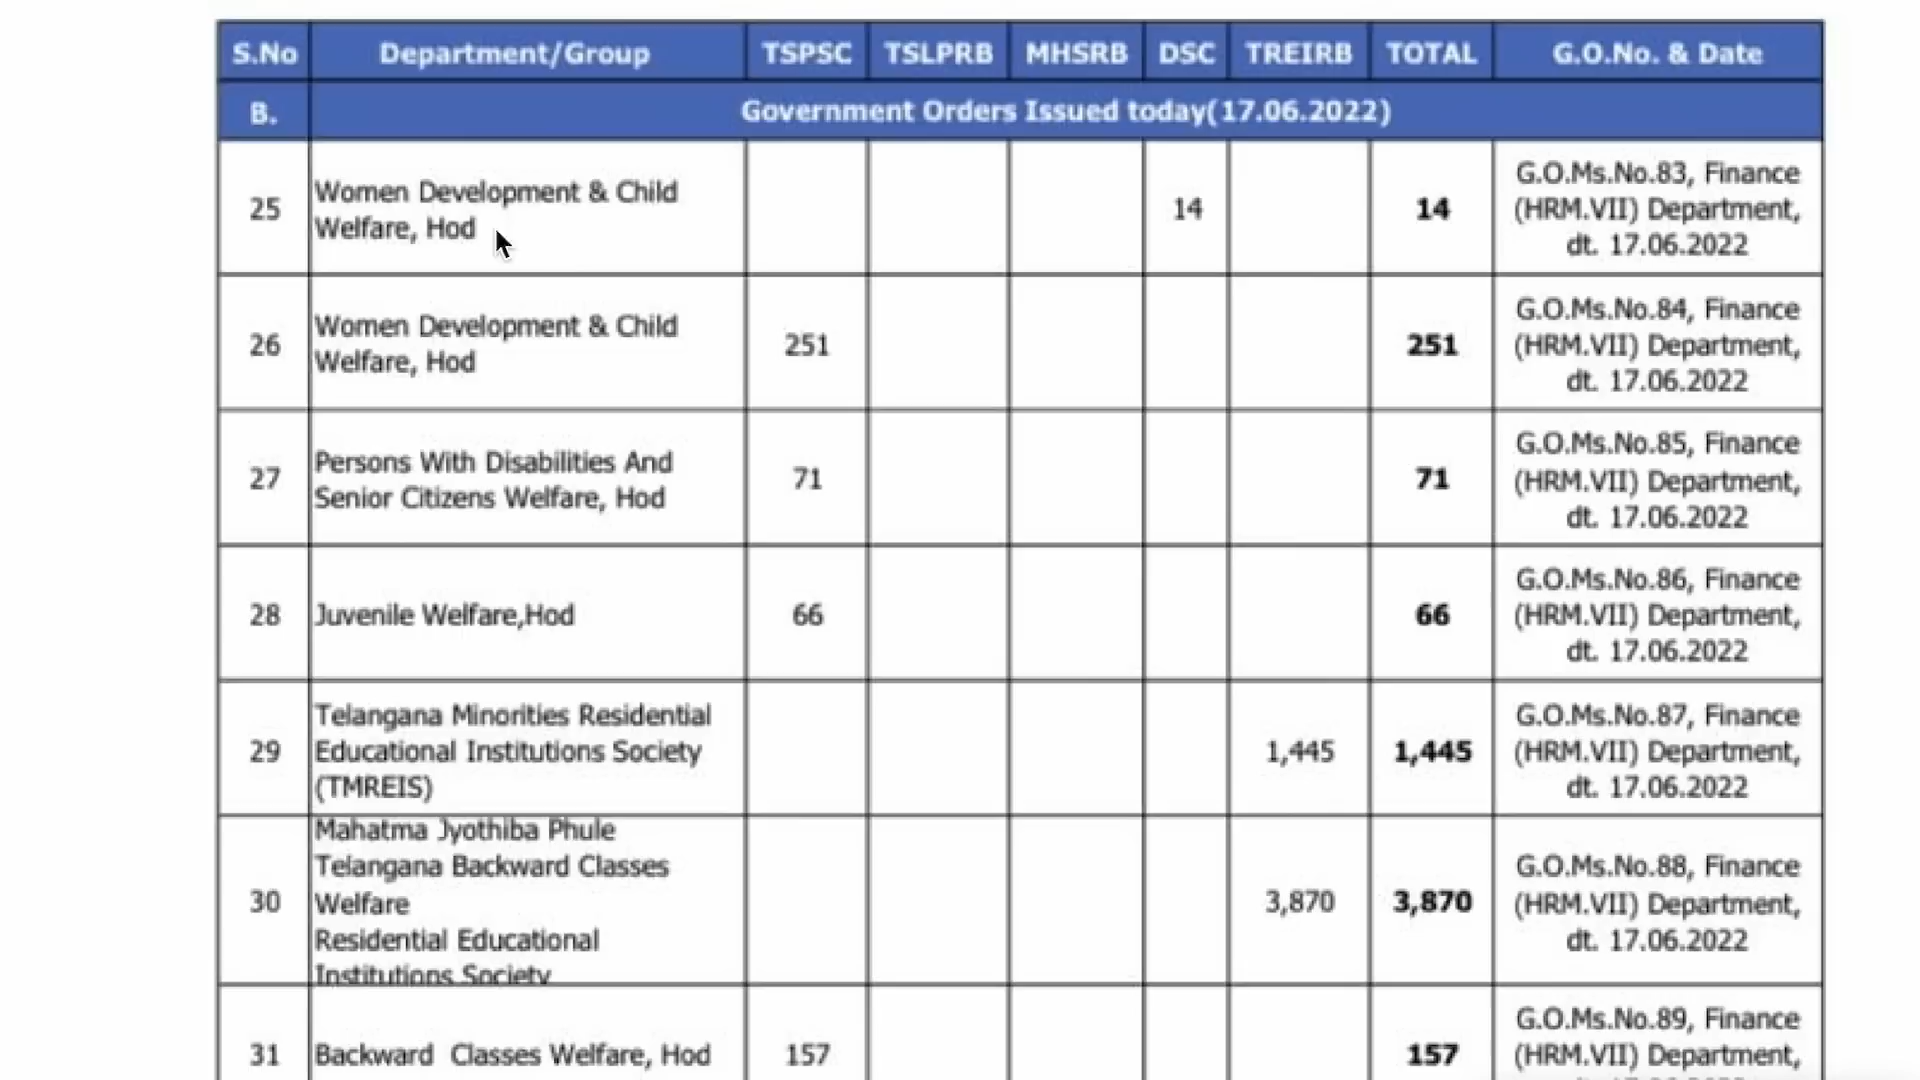 S.No Department/Group TSPSC TSLPRB MHSRB DSC TREIRB TOTAL G.O.No. & Date
B. Government Orders Issued today(17.06.2022)
25 Women Development & Child Welfare, Hod 14 14 G.O.Ms.No.83, Finance (HRM.VII) Department, dt. 17.06.2022
26 Women Development & Child Welfare, Hod 251 251 G.O.Ms.No.84, Finance (HRM.VII) Department, dt. 17.06.2022
27 Persons With Disabilities And Senior Citizens Welfare, Hod 71 71 G.O.Ms.No.85, Finance (HRM.VII) Department, dt. 17.06.2022
28 Juvenile Welfare,Hod 66 66 G.O.Ms.No.86, Finance (HRM.VII) Department, dt. 17.06.2022
29 Telangana Minorities Residential Educational Institutions Society (TMREIS) 1,445 1,445 G.O.Ms.No.87, Finance (HRM.VII) Department, dt. 17.06.2022
30 Mahatma Jyothiba Phule Telangana Backward Classes Welfare Residential Educational Institutions Society 3,870 3,870 G.O.Ms.No.88, Finance (HRM.VII) Department, dt. 17.06.2022
31 Backward Classes Welfare, Hod 157 157 G.O.Ms.No.89, Finance (HRM.VII) Department,